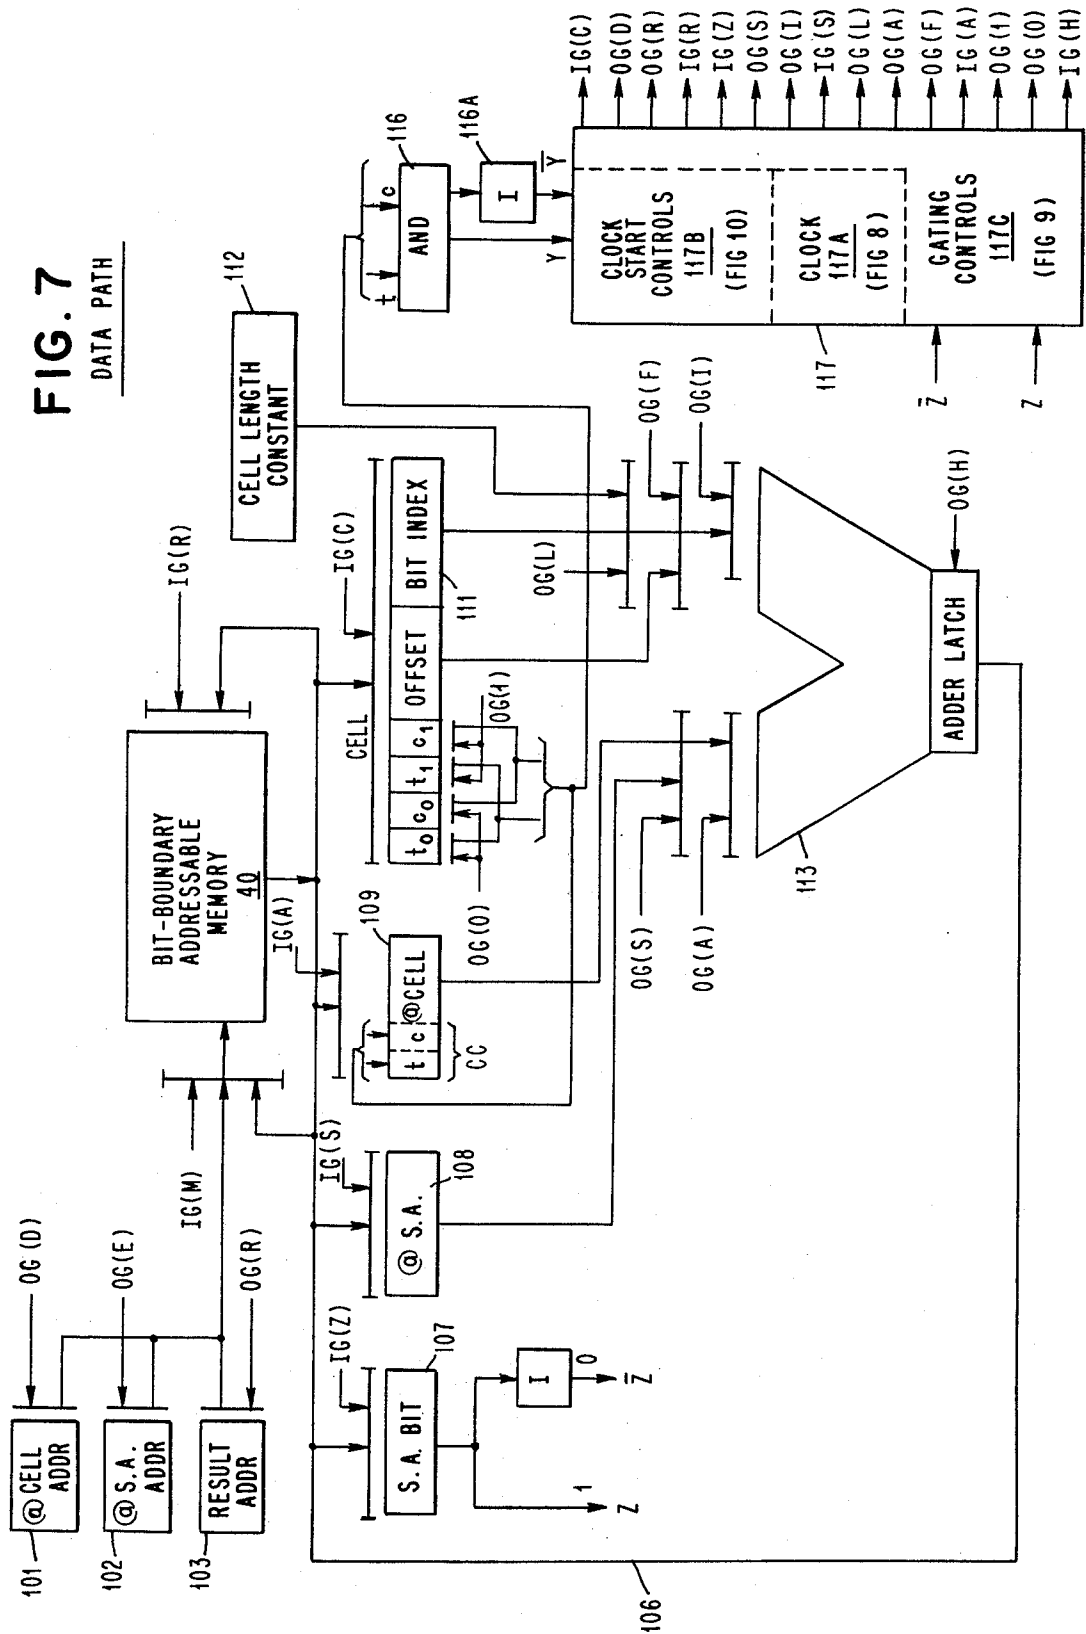 FIG. 7
DATA PATH
101
@CELL
ADDR
OG(D)
102
@S.A.
ADDR
OG(E)
103
RESULT
ADDR
OG(R)
IG(M)
BIT-BOUNDARY
ADDRESSABLE
MEMORY
40
IG(R)
CELL LENGTH
CONSTANT
112
IG(Z)
S.A. BIT
107
1
Z
I
0
Z̅
IG(S)
@S.A.
108
IG(A)
t c @CELL
109
CC
CELL
IG(C)
t₀ c₀ t₁ c₁ OFFSET BIT INDEX
111
OG(0)
OG(1)
t c
AND
116
I
116A
Y Y̅
OG(L)
OG(F)
OG(I)
OG(S)
OG(A)
113
ADDER LATCH
OG(H)
106
CLOCK
START
CONTROLS
117B
(FIG 10)
CLOCK
117A
(FIG 8)
GATING
CONTROLS
117C
(FIG 9)
117
Z̅
Z
IG(C)
OG(D)
OG(R)
IG(R)
IG(Z)
OG(S)
OG(I)
IG(S)
OG(L)
OG(A)
OG(F)
IG(A)
OG(1)
OG(0)
IG(H)